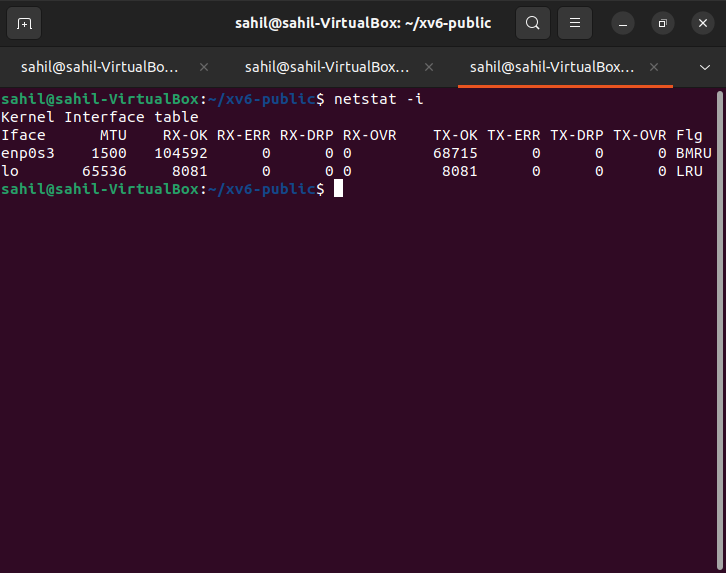 sahil@sahil-VirtualBox: ~/xv6-public
sahil@sahil-VirtualBo... sahil@sahil-VirtualBox... sahil@sahil-VirtualBox...
sahil@sahil-VirtualBox:~/xv6-public$ netstat -i
Kernel Interface table
Iface      MTU    RX-OK RX-ERR RX-DRP RX-OVR    TX-OK TX-ERR TX-DRP TX-OVR Flg
enp0s3    1500   104592      0      0 0         68715      0      0      0 BMRU
lo       65536     8081      0      0 0          8081      0      0      0 LRU
sahil@sahil-VirtualBox:~/xv6-public$